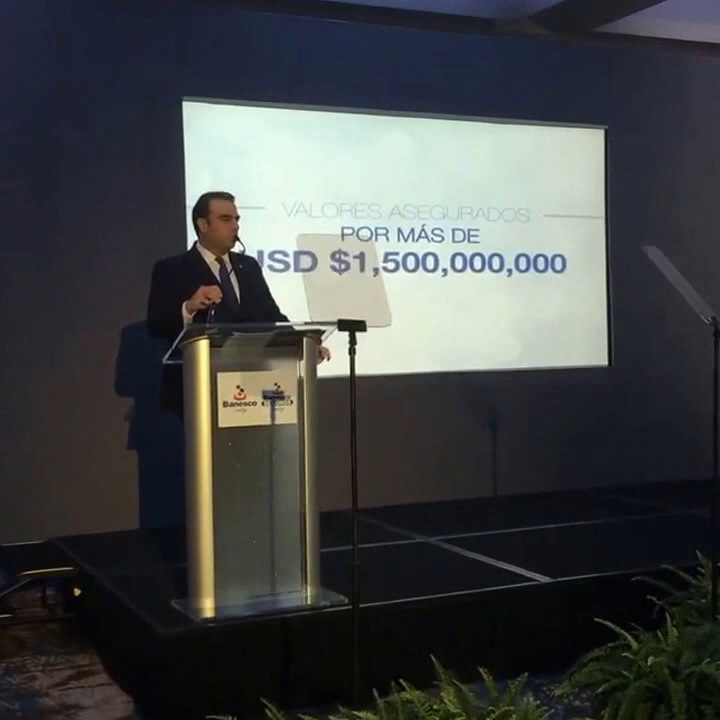 VALORES ASEGURADOS
POR MÁS DE
USD $1,500,000,000
Banesco